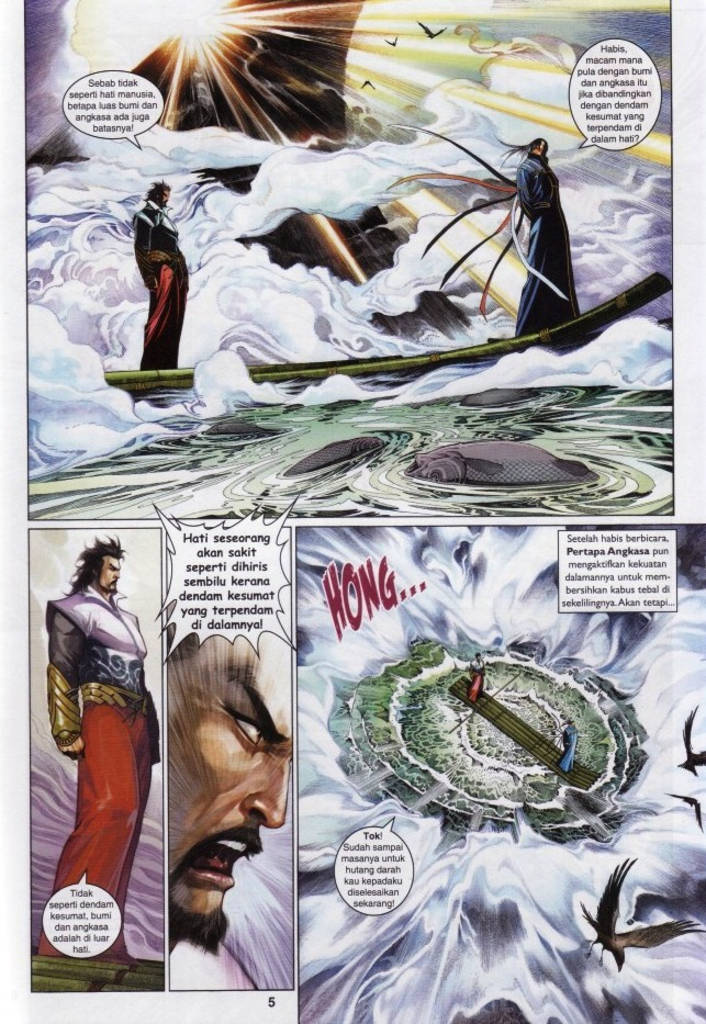 Sebab tidak
seperti hati manusia,
betapa luas bumi dan
angkasa ada juga
batasnya!
Habis,
macam mana
pula dengan bumi
dan angkasa itu
jika dibandingkan
dengan dendam
kesumat yang
terpendam di
dalam hati?
Tidak
seperti dendam
kesumat, bumi
dan angkasa
adalah di luar
hati.
Hati seseorang
akan sakit
seperti dihiris
sembilu kerana
dendam kesumat
yang terpendam
di dalamnya!
Setelah habis berbicara,
Pertapa Angkasa pun
mengaktifkan kekuatan
dalamannya untuk mem-
bersihkan kabus tebal di
sekelilingnya. Akan tetapi...
HONG...
Tok!
Sudah sampai
masanya untuk
hutang darah
kau kepadaku
diselesaikan
sekarang!
5